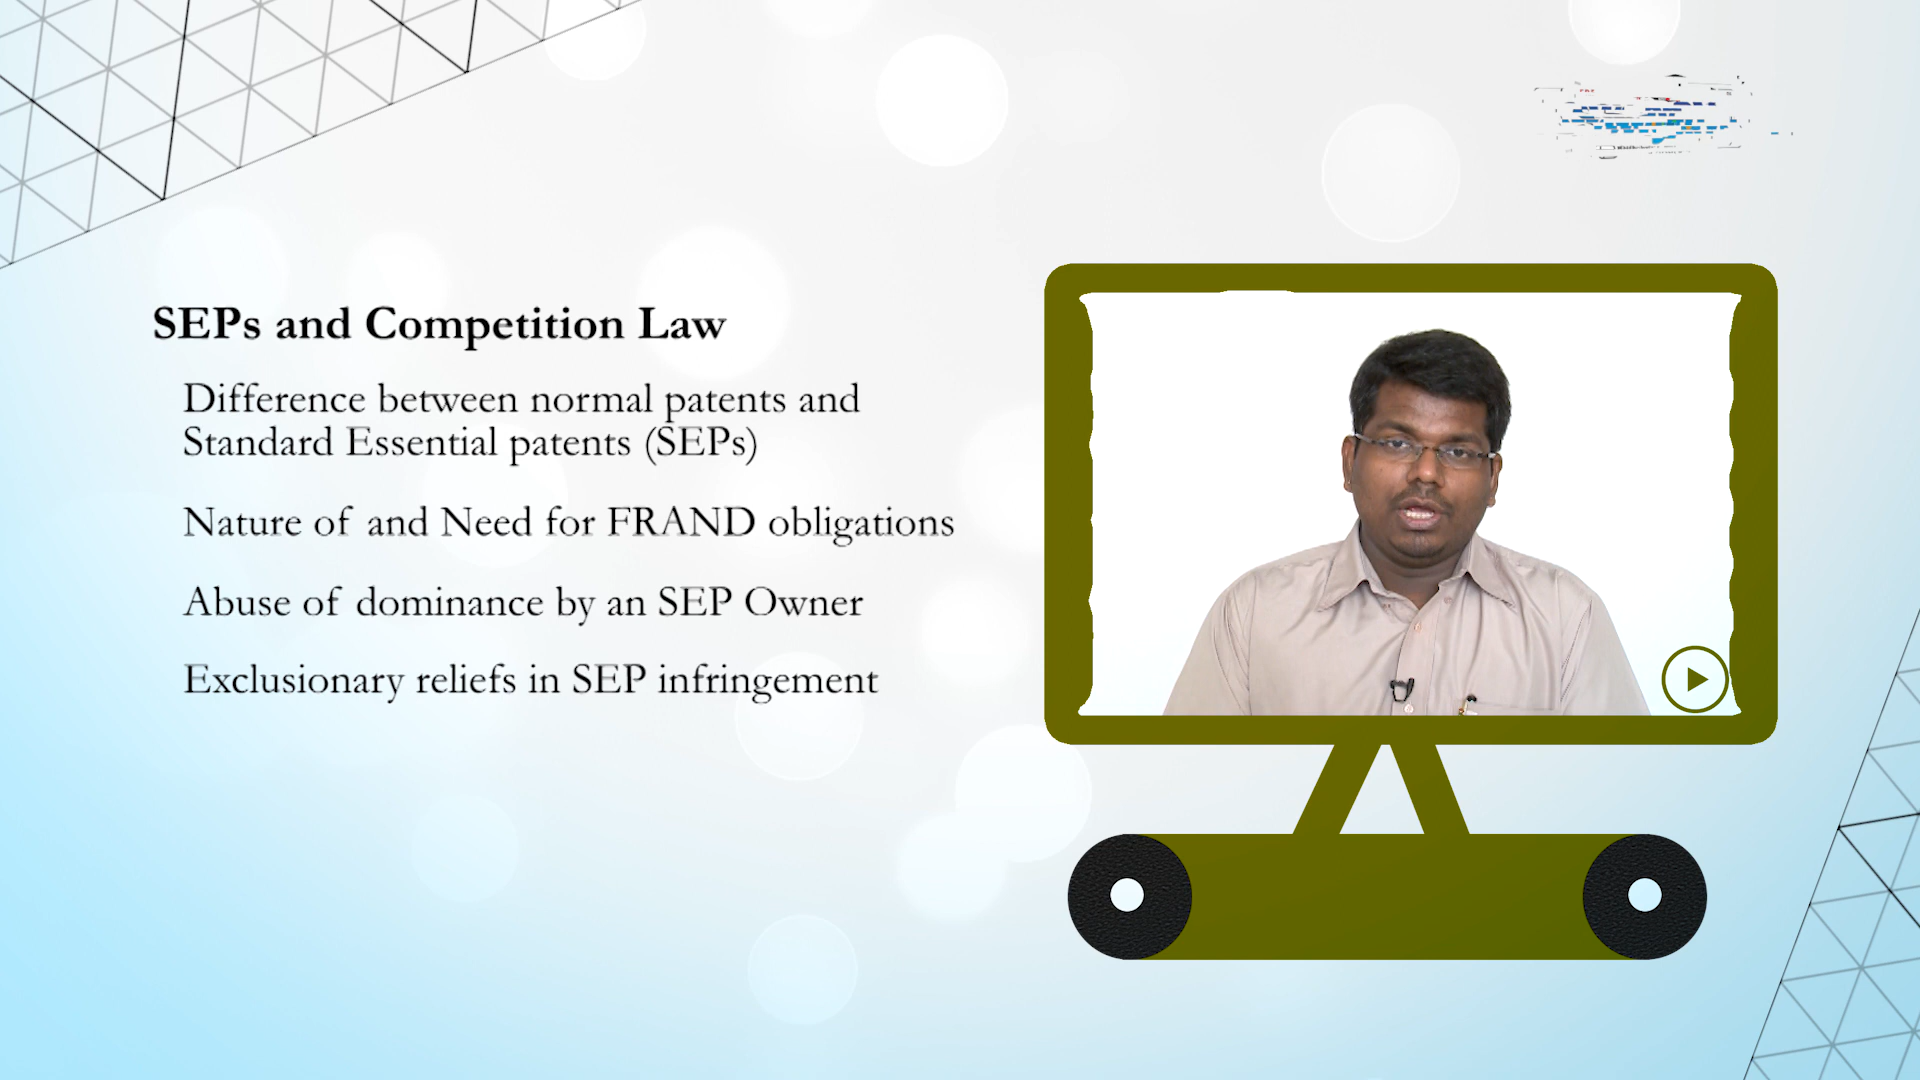 SEPs and Competition Law
Difference between normal patents and
Standard Essential patents (SEPs)
Nature of and Need for FRAND obligations
Abuse of dominance by an SEP Owner
Exclusionary reliefs in SEP infringement